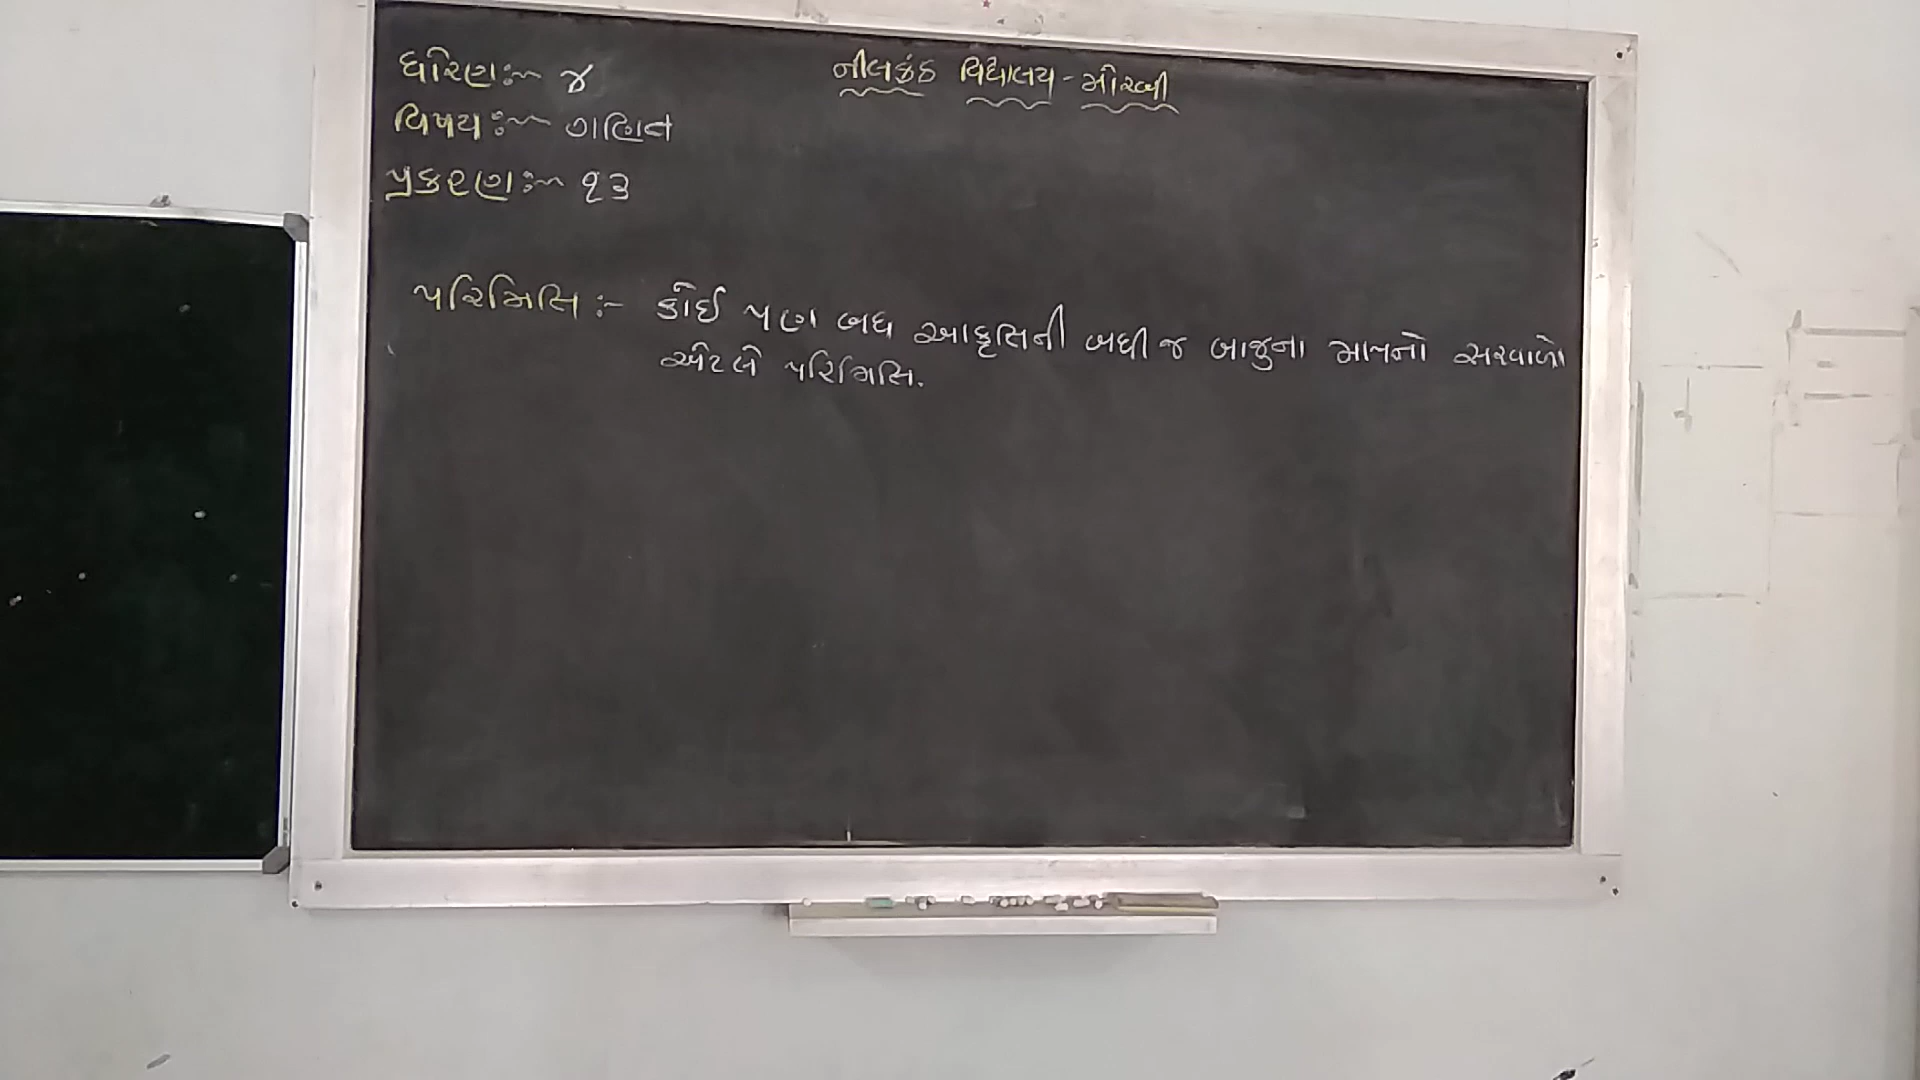 નીલકંઠ વિદ્યાલય - મોરબી
ધોરણ :- ૪
વિષય :- ગણિત
પ્રકરણ :- ૧૩
પરિમિતિ :- કોઈ પણ બંધ આકૃતિની બધી જ બાજુના માપનો સરવાળો
એટલે પરિમિતિ.